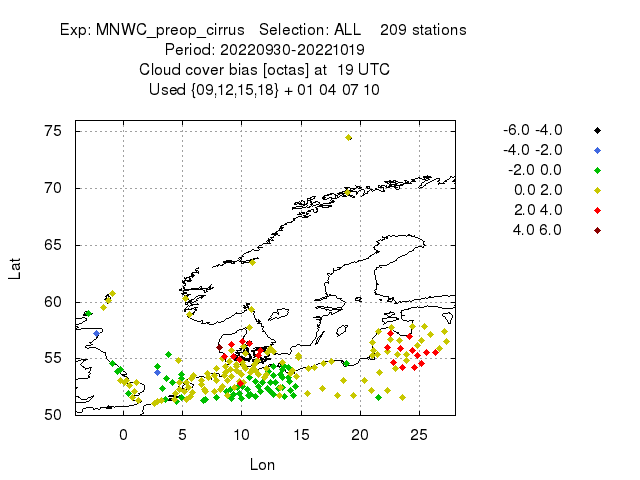 Exp: MNWC_preop_cirrus Selection: ALL 209 stations
Period: 20220930-20221019
Cloud cover bias [octas] at 19 UTC
Used {09,12,15,18} + 01 04 07 10
75
70
65
60
55
50
Lat
0 5 10 15 20 25
Lon
-6.0 -4.0
-4.0 -2.0
-2.0 0.0
0.0 2.0
2.0 4.0
4.0 6.0